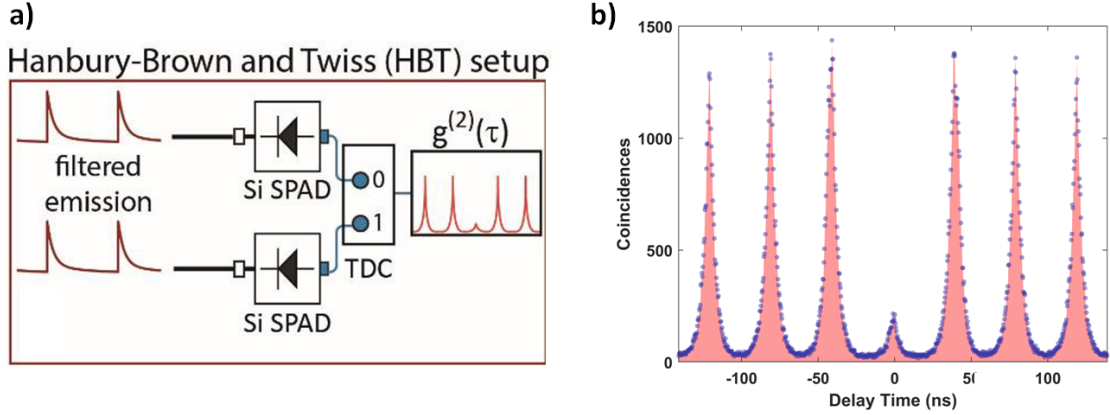 a)
Hanbury-Brown and Twiss (HBT) setup
filtered
emission
Si SPAD
Si SPAD
0
1
TDC
g(2)(τ)
b)
1500
1000
500
0
-100
-50
0
50
100
Coincidences
Delay Time (ns)